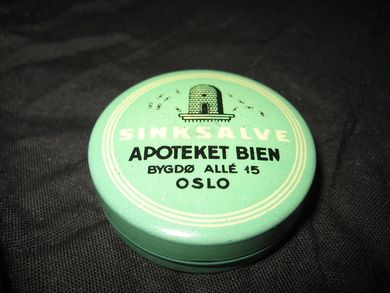 SINKSALVE
APOTEKET BIEN
BYGDØ ALLÉ 15
OSLO